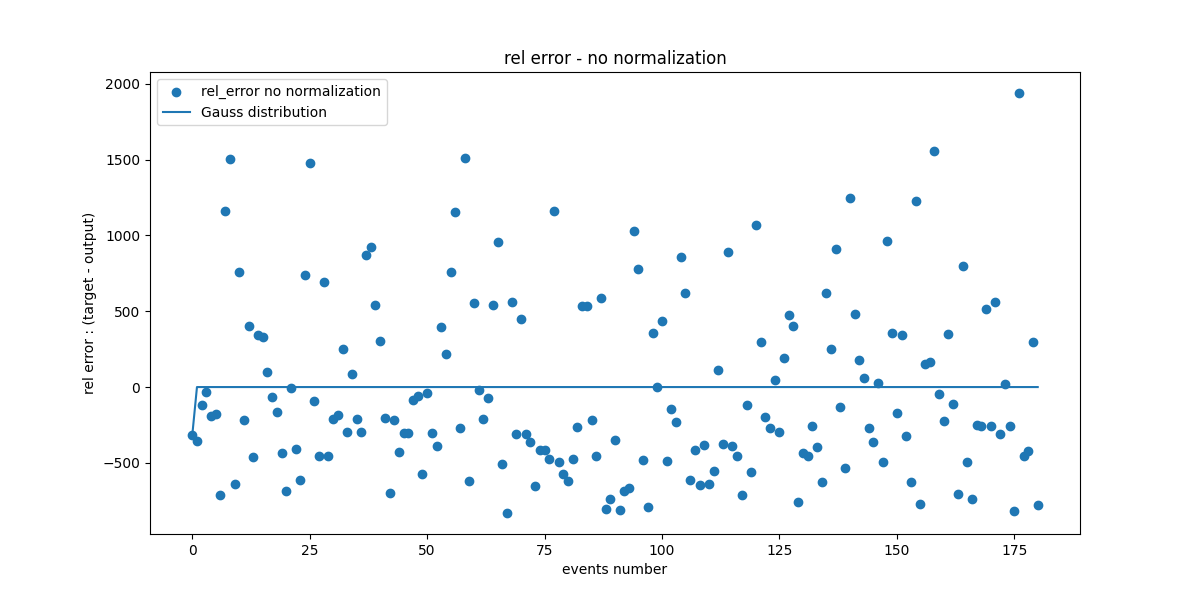 rel error - no normalization
rel_error no normalization
Gauss distribution
2000
1500
1000
500
0
−500
rel error : (target - output)
0 25 50 75 100 125 150 175
events number